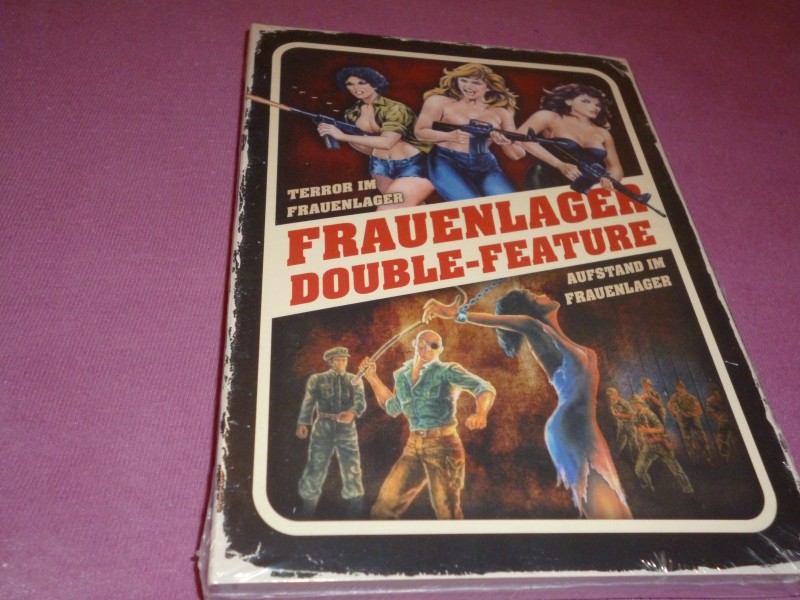 TERROR IM
FRAUENLAGER
FRAUENLAGER
DOUBLE-FEATURE
AUFSTAND IM
FRAUENLAGER